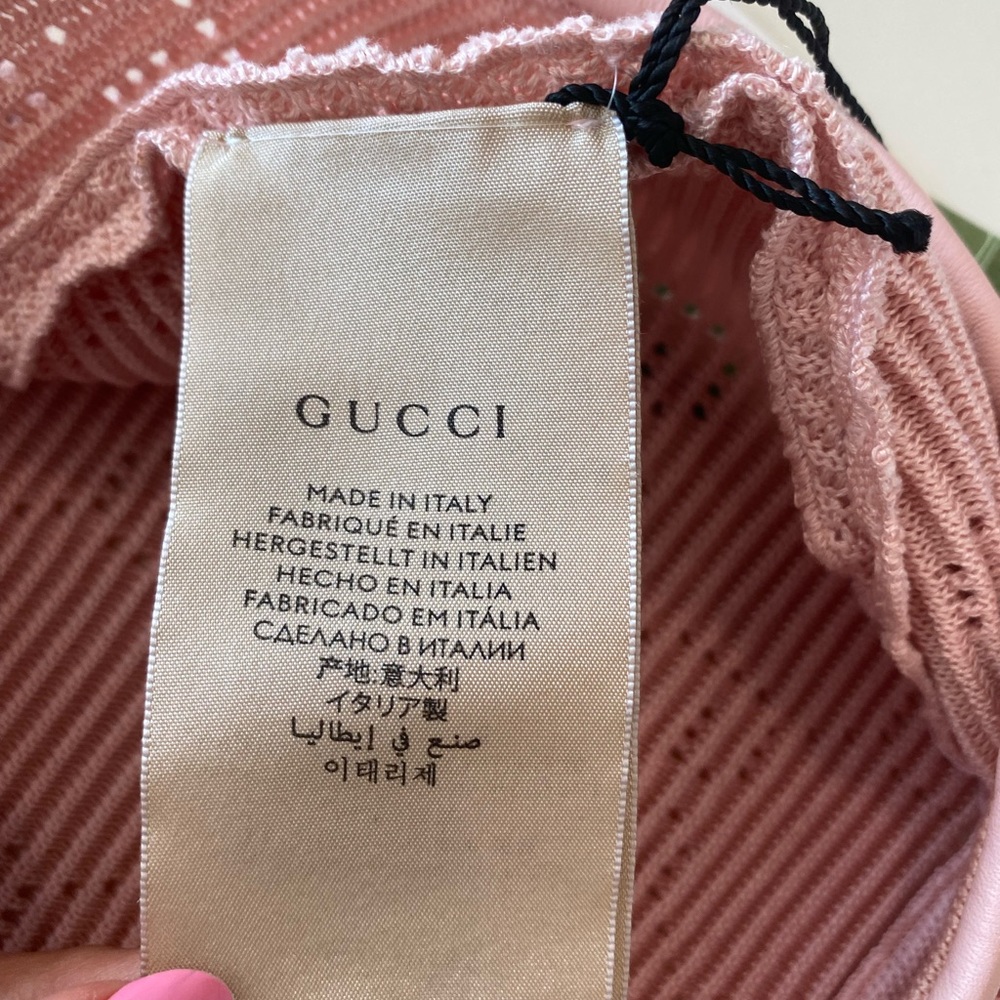 GUCCI
MADE IN ITALY
FABRIQUÉ EN ITALIE
HERGESTELLT IN ITALIEN
HECHO EN ITALIA
FABRICADO EM ITÁLIA
СДЕЛАНО В ИТАЛИИ
产地:意大利
イタリア製
صنع في إيطاليا
이태리제